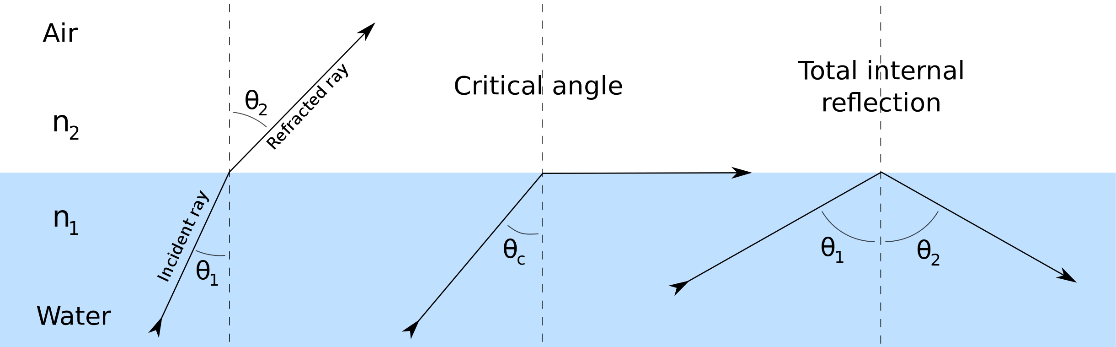 Air
n₂
n₁
Water
θ₂
Refracted ray
Incident ray
θ₁
Critical angle
θc
Total internal
reflection
θ₁
θ₂